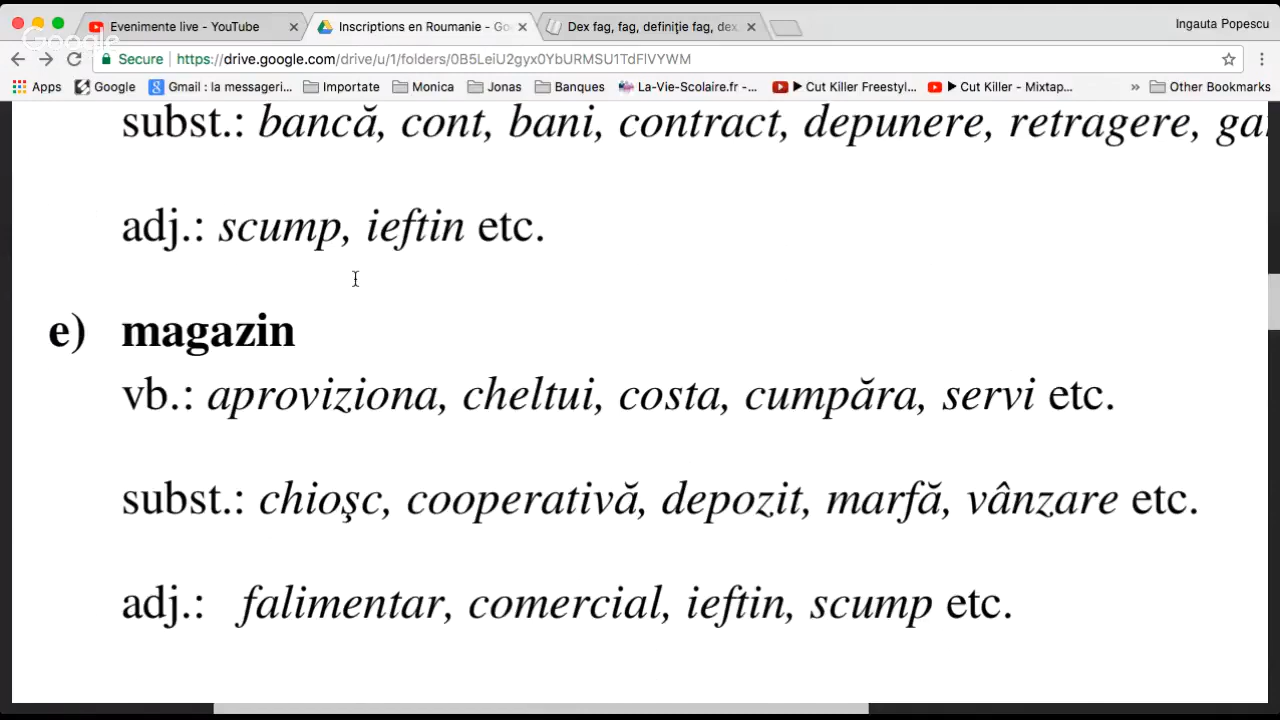 Evenimente live - YouTube
Inscriptions en Roumanie - Go
Dex fag, fag, definiţie fag, dex
Ingauta Popescu
Google
Secure https://drive.google.com/drive/u/1/folders/0B5LeiU2gyx0YbURMSU1TdFlVYWM
Apps Google Gmail : la messageri... Importate Monica Jonas Banques La-Vie-Scolaire.fr -... ▶ Cut Killer Freestyl... ▶ Cut Killer - Mixtap... » Other Bookmarks
subst.: bancă, cont, bani, contract, depunere, retragere,
adj.: scump, ieftin etc.
e) magazin
vb.: aproviziona, cheltui, costa, cumpăra, servi etc.
subst.: chioşc, cooperativă, depozit, marfă, vânzare etc.
adj.: falimentar, comercial, ieftin, scump etc.